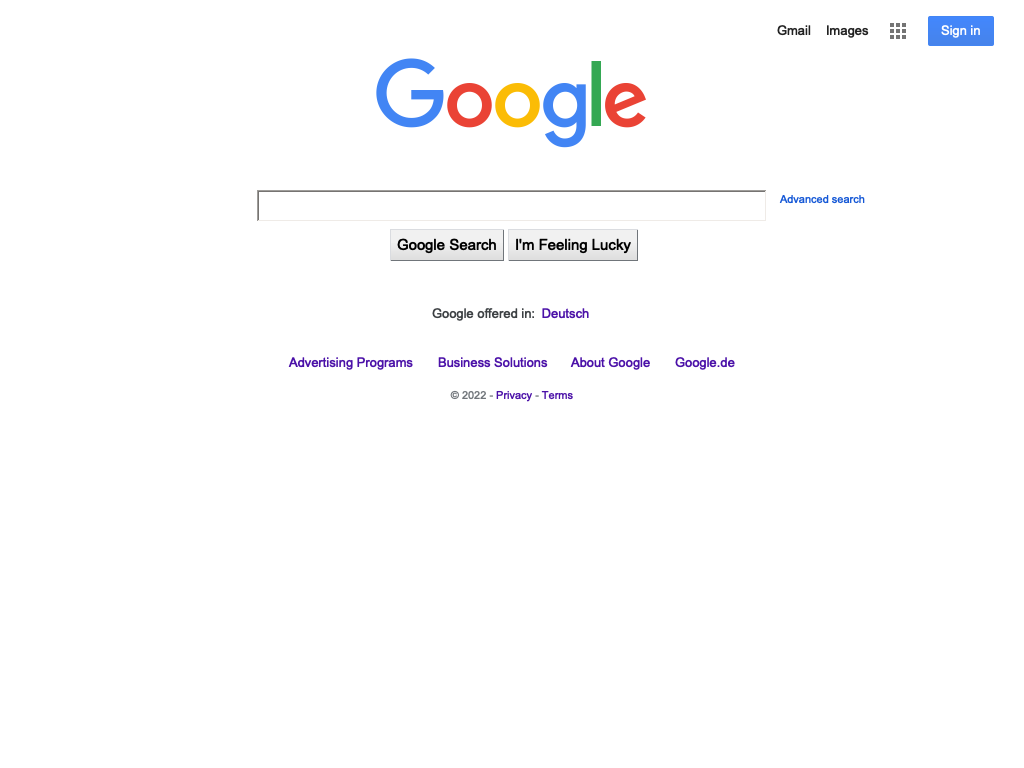 Gmail Images Sign in
Google
Advanced search
Google Search I'm Feeling Lucky
Google offered in: Deutsch
Advertising Programs Business Solutions About Google Google.de
© 2022 - Privacy - Terms